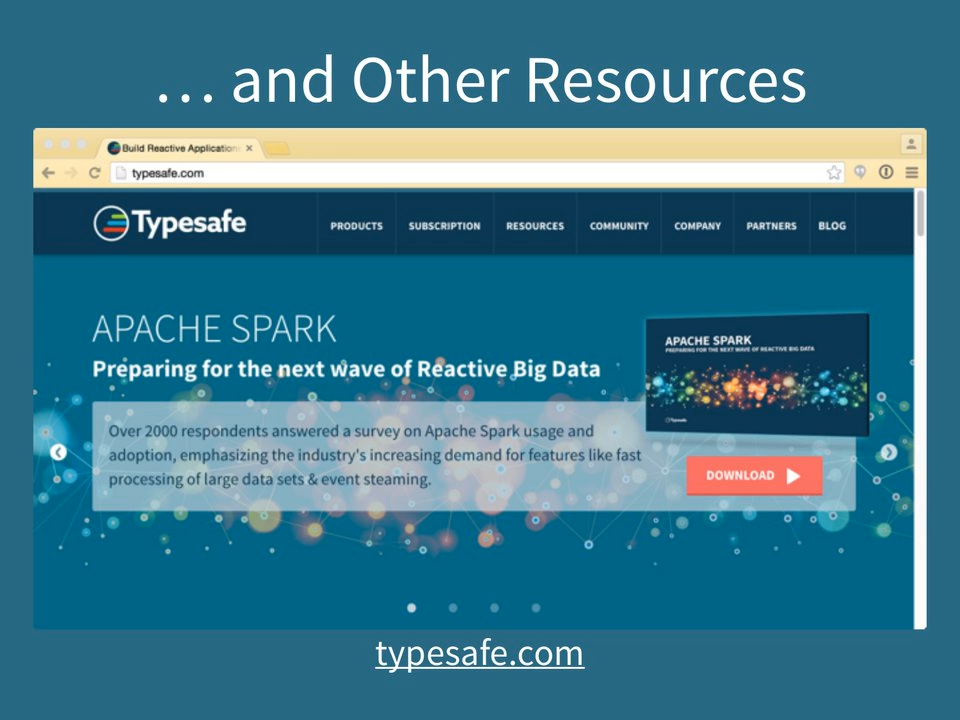 … and Other Resources
Build Reactive Application
typesafe.com
Typesafe
PRODUCTS
SUBSCRIPTION
RESOURCES
COMMUNITY
COMPANY
PARTNERS
BLOG
APACHE SPARK
Preparing for the next wave of Reactive Big Data
Over 2000 respondents answered a survey on Apache Spark usage and
adoption, emphasizing the industry's increasing demand for features like fast
processing of large data sets & event steaming.
APACHE SPARK
PREPARING FOR THE NEXT WAVE OF REACTIVE BIG DATA
Typesafe
DOWNLOAD
typesafe.com